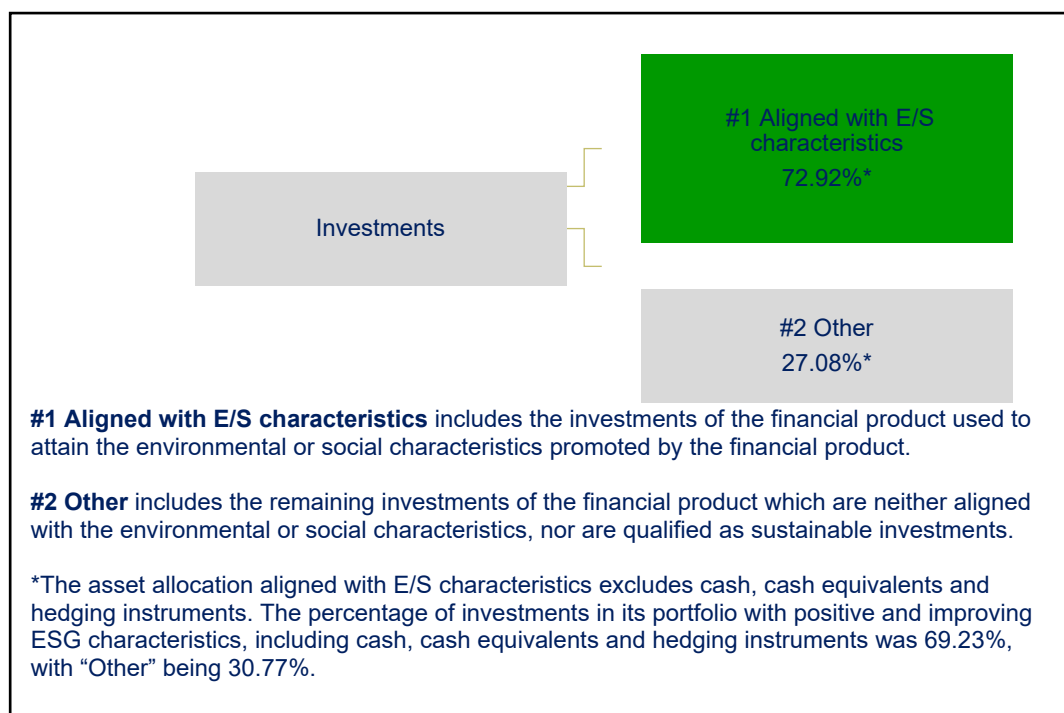 #1 Aligned with E/S
characteristics
72.92%*
Investments
#2 Other
27.08%*
#1 Aligned with E/S characteristics includes the investments of the financial product used to
attain the environmental or social characteristics promoted by the financial product.
#2 Other includes the remaining investments of the financial product which are neither aligned
with the environmental or social characteristics, nor are qualified as sustainable investments.
*The asset allocation aligned with E/S characteristics excludes cash, cash equivalents and
hedging instruments. The percentage of investments in its portfolio with positive and improving
ESG characteristics, including cash, cash equivalents and hedging instruments was 69.23%,
with “Other” being 30.77%.